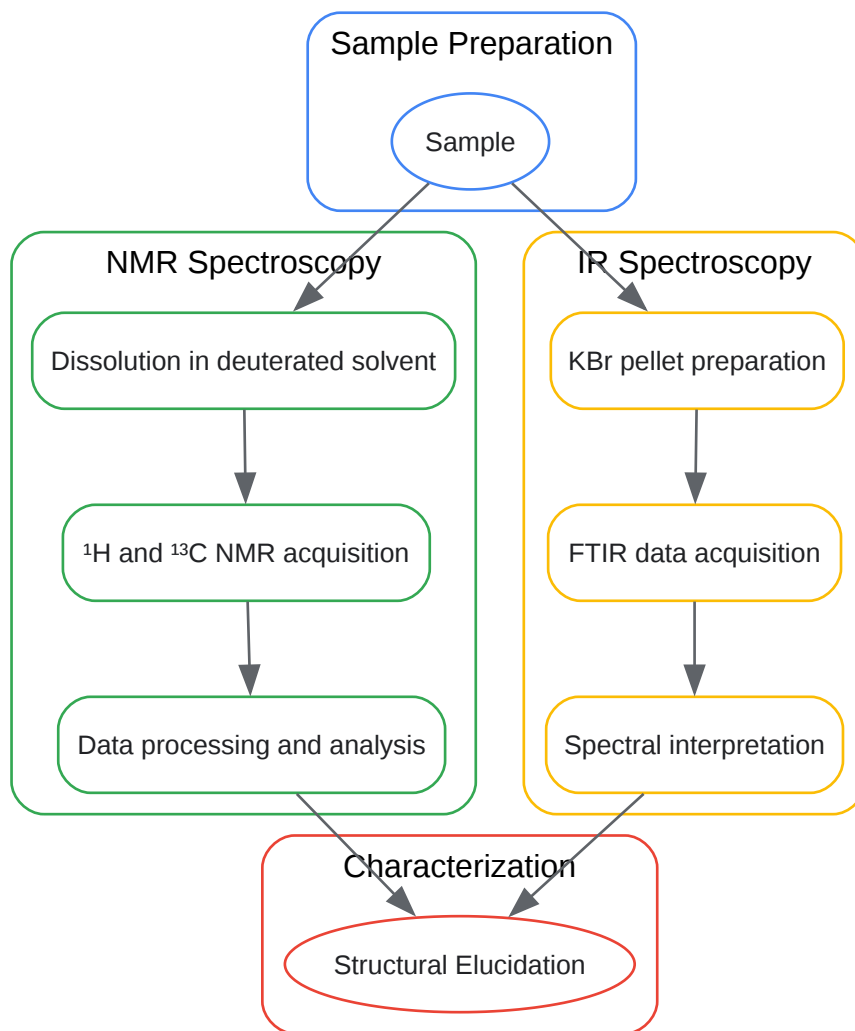 Sample Preparation
Sample
NMR Spectroscopy
Dissolution in deuterated solvent
¹H and ¹³C NMR acquisition
Data processing and analysis
IR Spectroscopy
KBr pellet preparation
FTIR data acquisition
Spectral interpretation
Characterization
Structural Elucidation